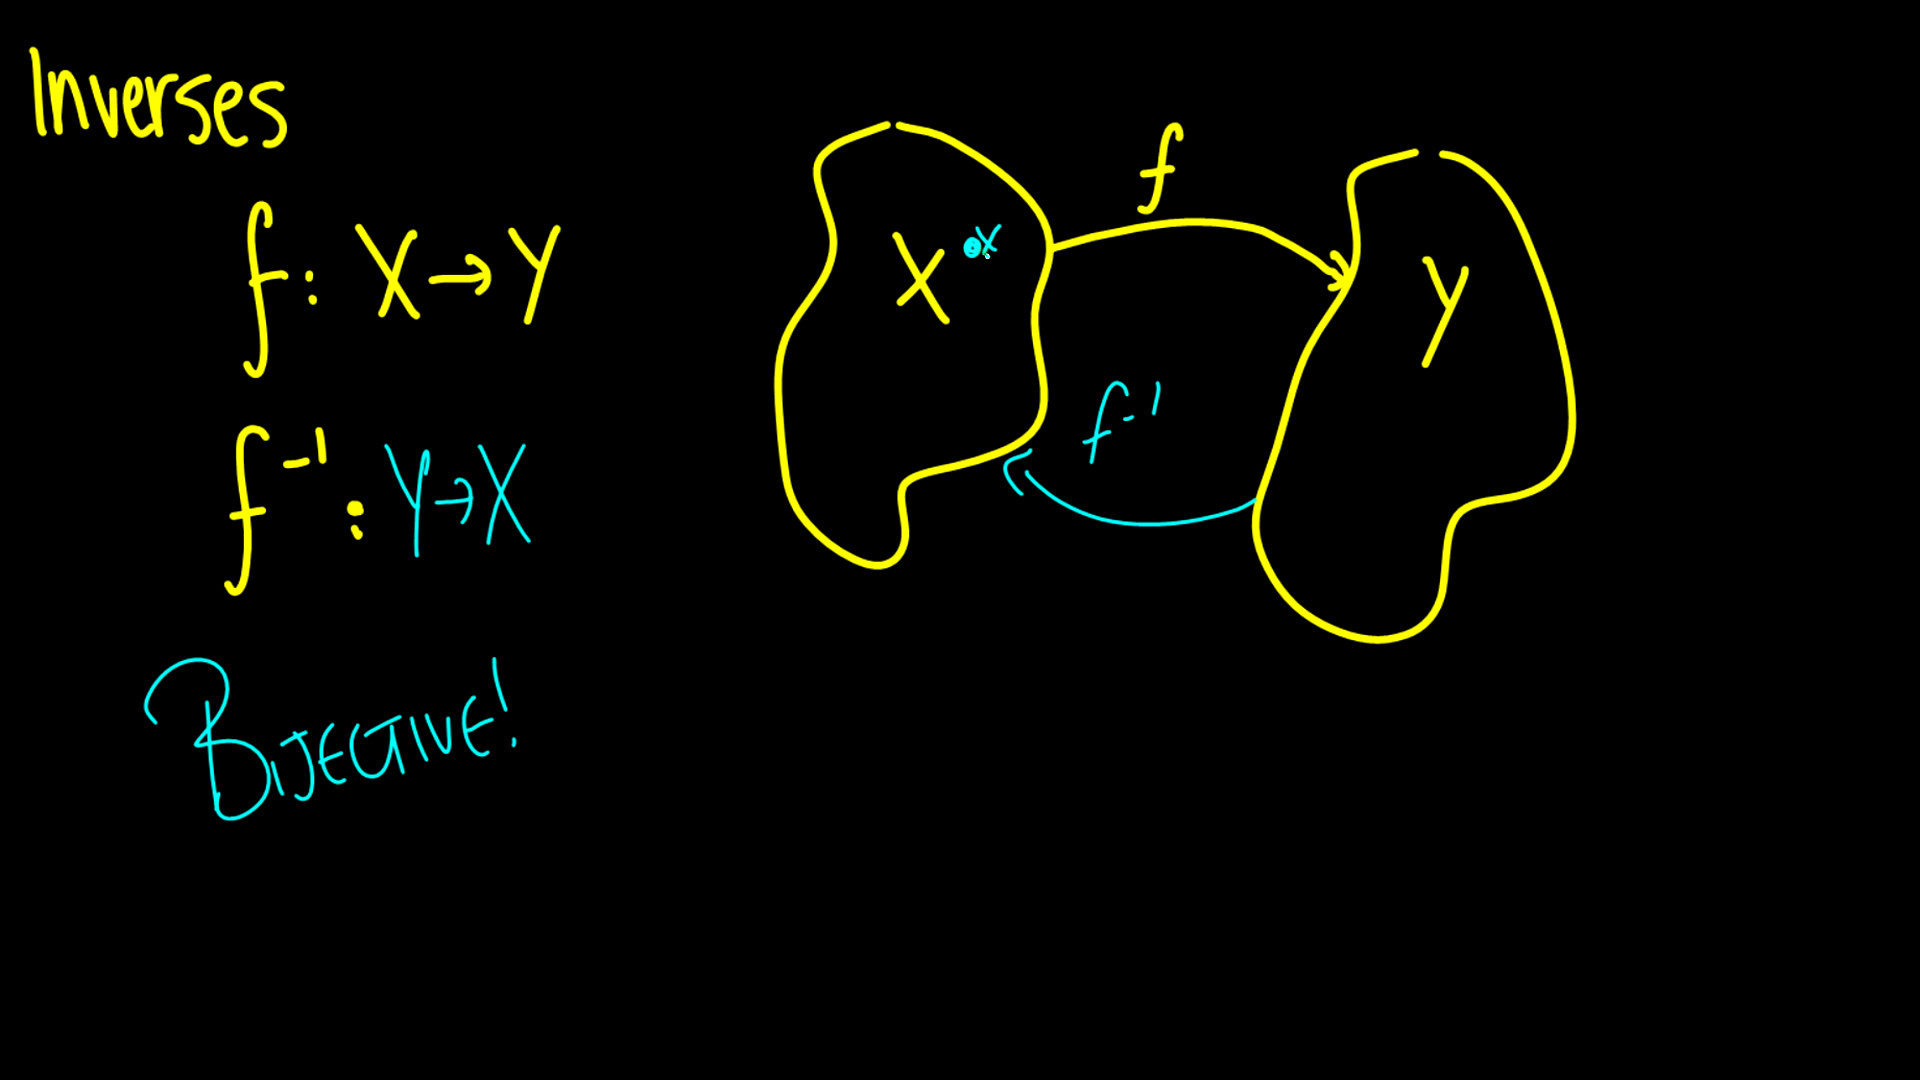 Inverses
f: X→Y
f⁻¹: Y→X
BIJECTIVE!
f
X
x
Y
f⁻¹